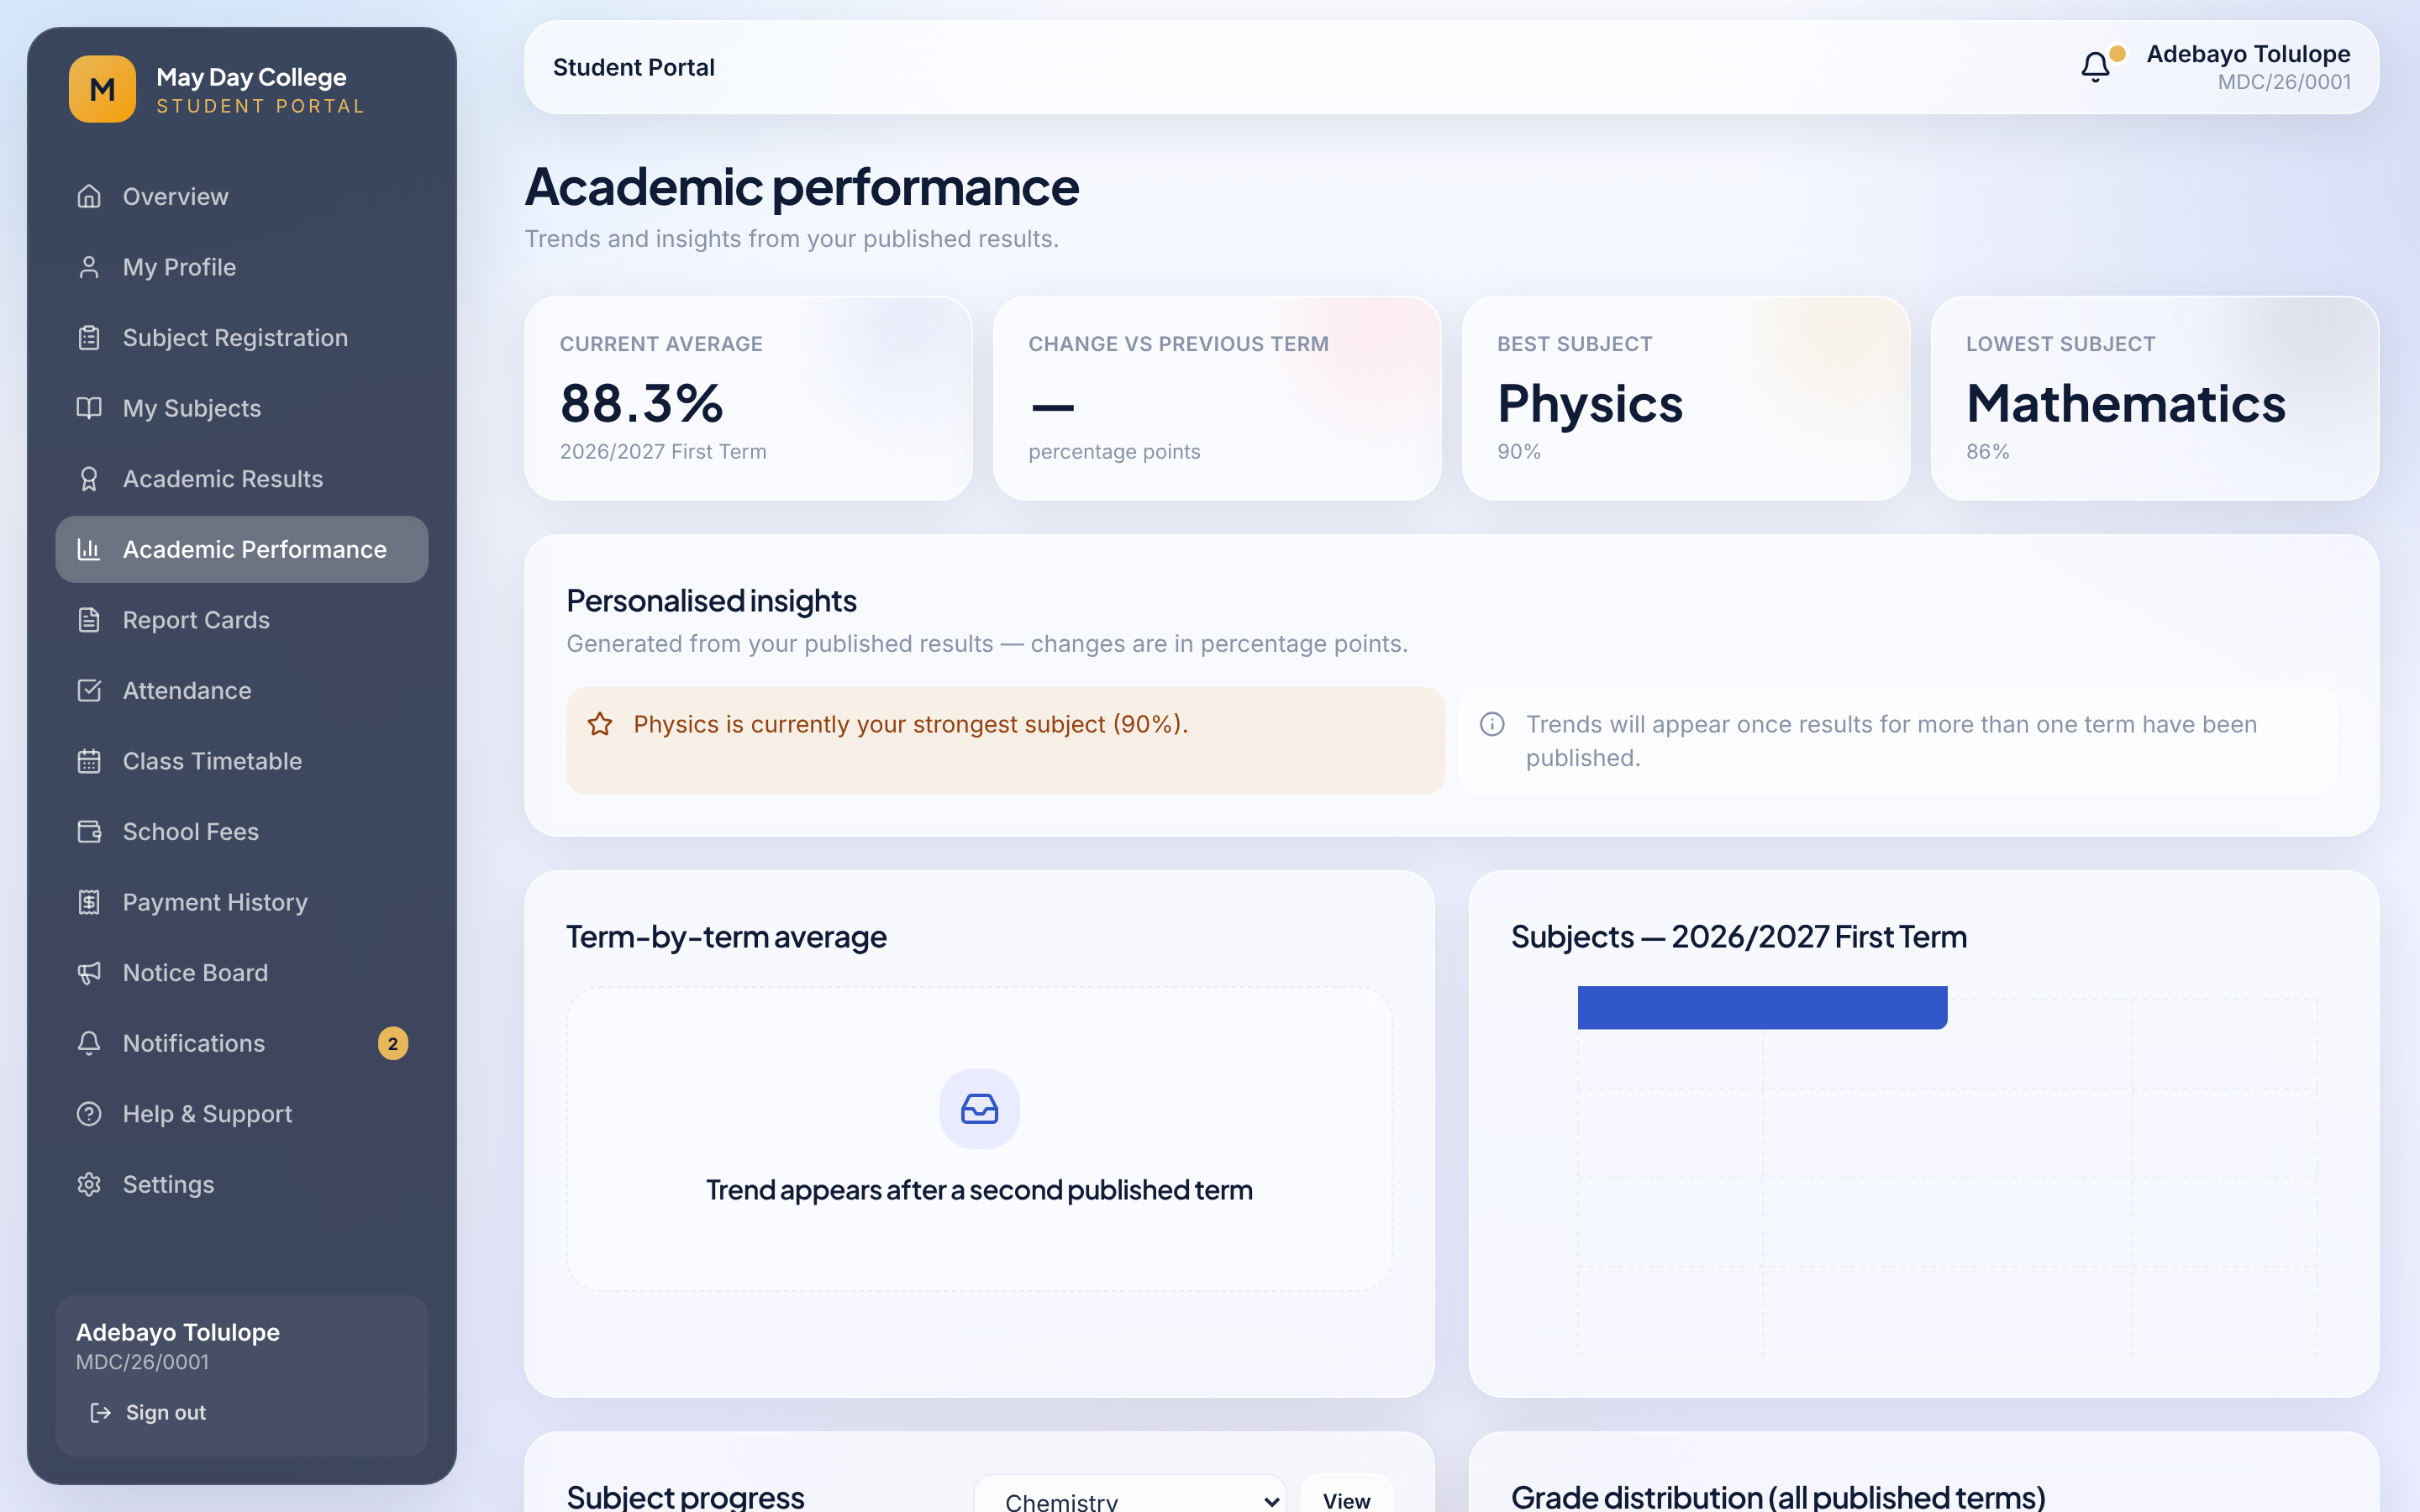 M
May Day College
STUDENT PORTAL
Overview
My Profile
Subject Registration
My Subjects
Academic Results
Academic Performance
Report Cards
Attendance
Class Timetable
School Fees
Payment History
Notice Board
Notifications 2
Help & Support
Settings
Adebayo Tolulope
MDC/26/0001
Sign out
Student Portal
Adebayo Tolulope
MDC/26/0001
Academic performance
Trends and insights from your published results.
CURRENT AVERAGE
88.3%
2026/2027 First Term
CHANGE VS PREVIOUS TERM
—
percentage points
BEST SUBJECT
Physics
90%
LOWEST SUBJECT
Mathematics
86%
Personalised insights
Generated from your published results — changes are in percentage points.
Physics is currently your strongest subject (90%).
Trends will appear once results for more than one term have been
published.
Term-by-term average
Trend appears after a second published term
Subjects — 2026/2027 First Term
Subject progress
Chemistry
View
Grade distribution (all published terms)